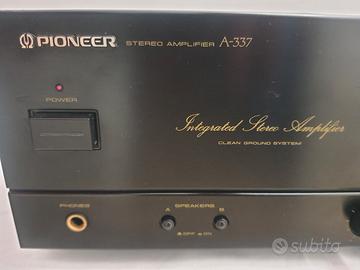 PIONEER STEREO AMPLIFIER A-337
POWER
Integrated Stereo Amplifier
CLEAN GROUND SYSTEM
PHONES
A SPEAKERS B
OFF ON
subito